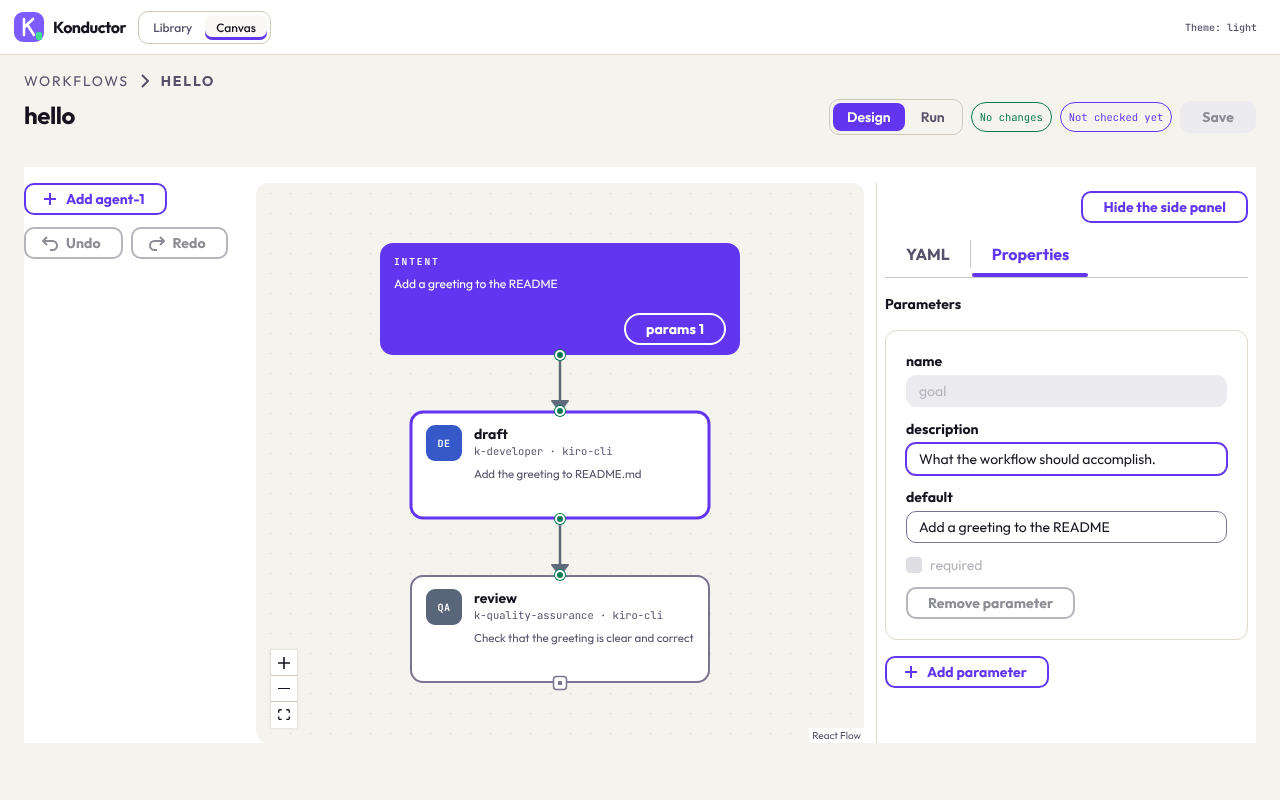 Konductor
Library
Canvas
Theme: light
WORKFLOWS > HELLO
hello
Design
Run
No changes
Not checked yet
Save
Add agent-1
Undo
Redo
INTENT
Add a greeting to the README
params 1
DE
draft
k-developer · kiro-cli
Add the greeting to README.md
QA
review
k-quality-assurance · kiro-cli
Check that the greeting is clear and correct
React Flow
Hide the side panel
YAML
Properties
Parameters
name
goal
description
What the workflow should accomplish.
default
Add a greeting to the README
required
Remove parameter
Add parameter